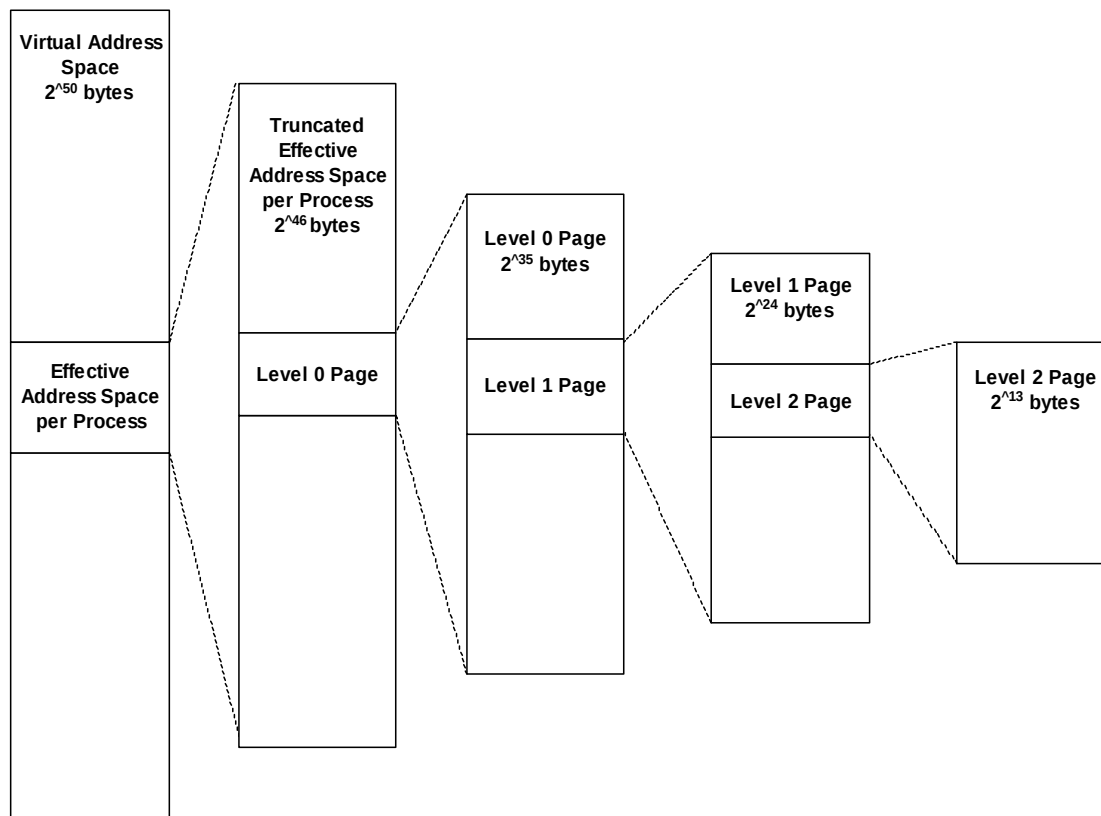 Virtual Address
Space
2^50 bytes
Effective
Address Space
per Process
Truncated
Effective
Address Space
per Process
2^46 bytes
Level 0 Page
Level 0 Page
2^35 bytes
Level 1 Page
Level 1 Page
2^24 bytes
Level 2 Page
Level 2 Page
2^13 bytes